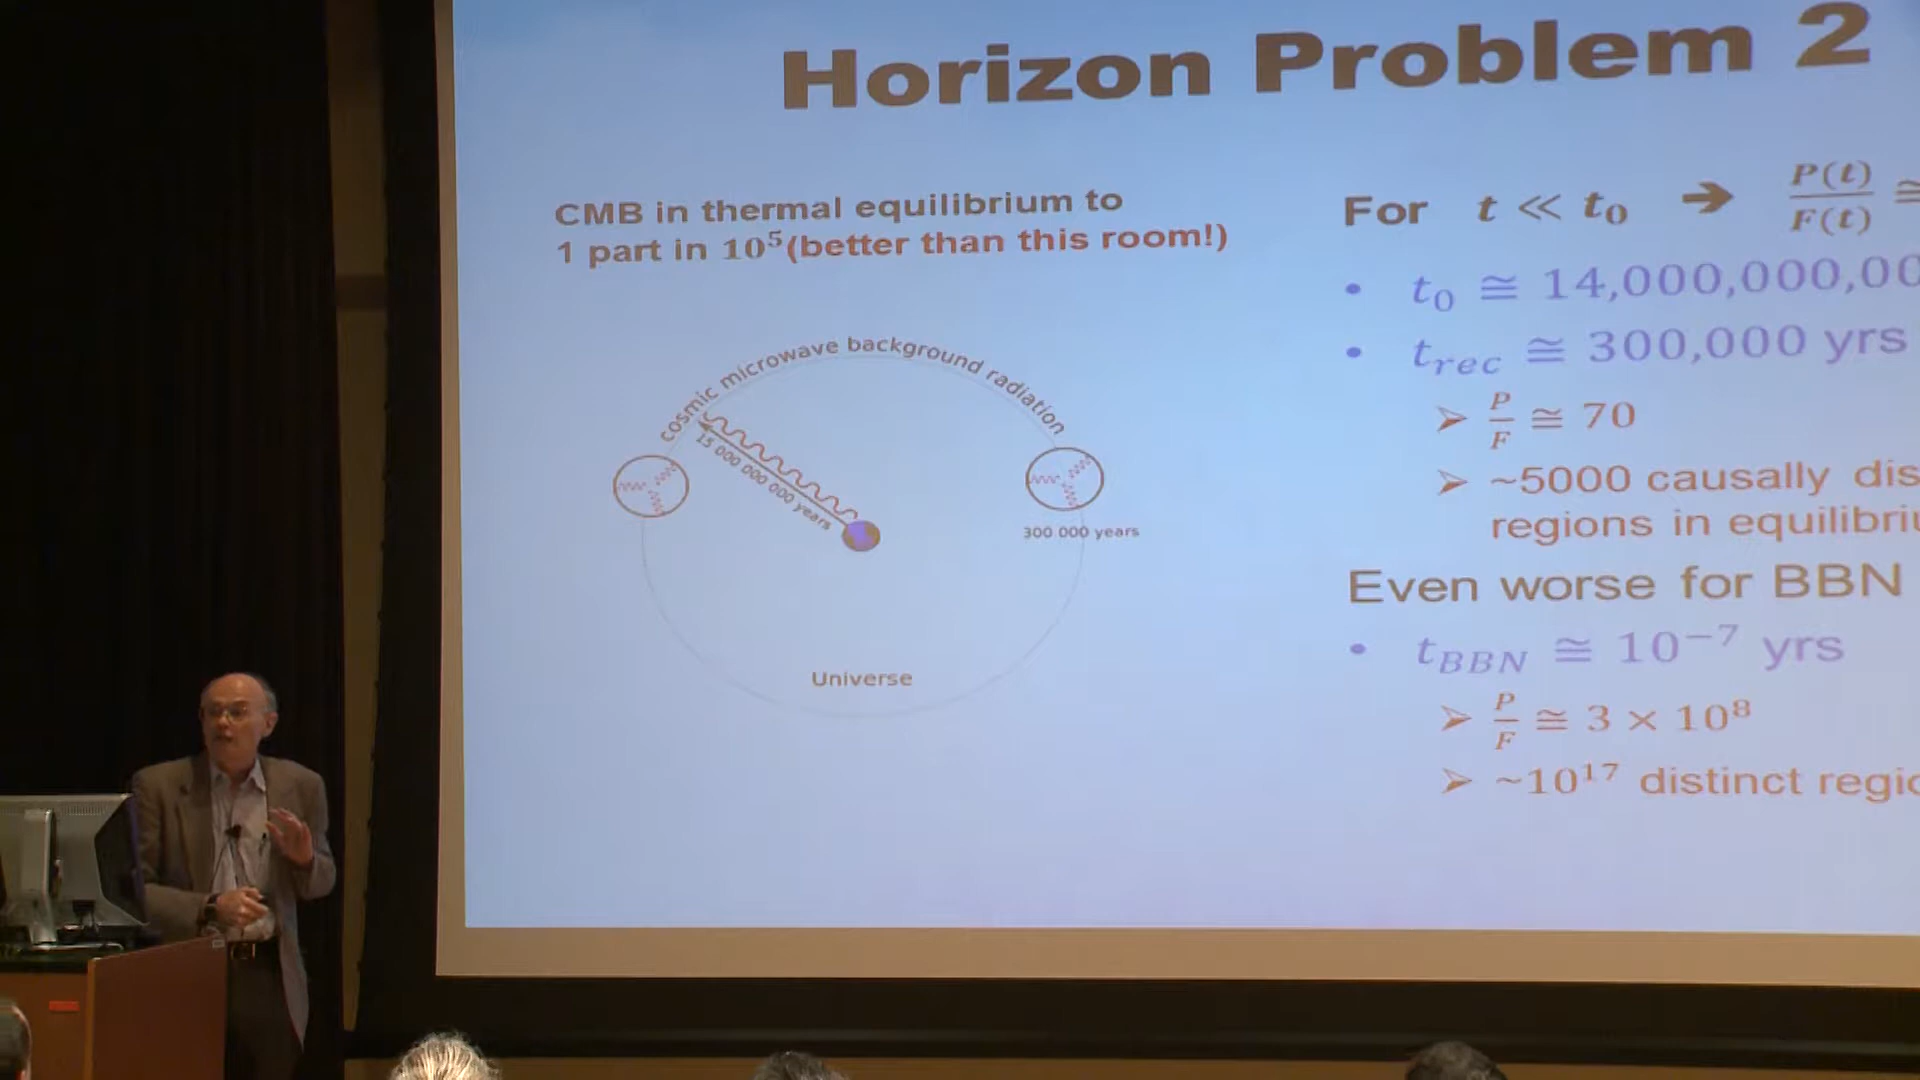 Horizon Problem 2
CMB in thermal equilibrium to
1 part in 10⁵(better than this room!)
cosmic microwave background radiation
15 000 000 000 years
300 000 years
Universe
For t ≪ t₀ ➔ P(t)/F(t) ≅
• t₀ ≅ 14,000,000,00
• t_rec ≅ 300,000 yrs
➢ P/F ≅ 70
➢ ~5000 causally dis
regions in equilibriu
Even worse for BBN
• t_BBN ≅ 10⁻⁷ yrs
➢ P/F ≅ 3 × 10⁸
➢ ~10¹⁷ distinct regio